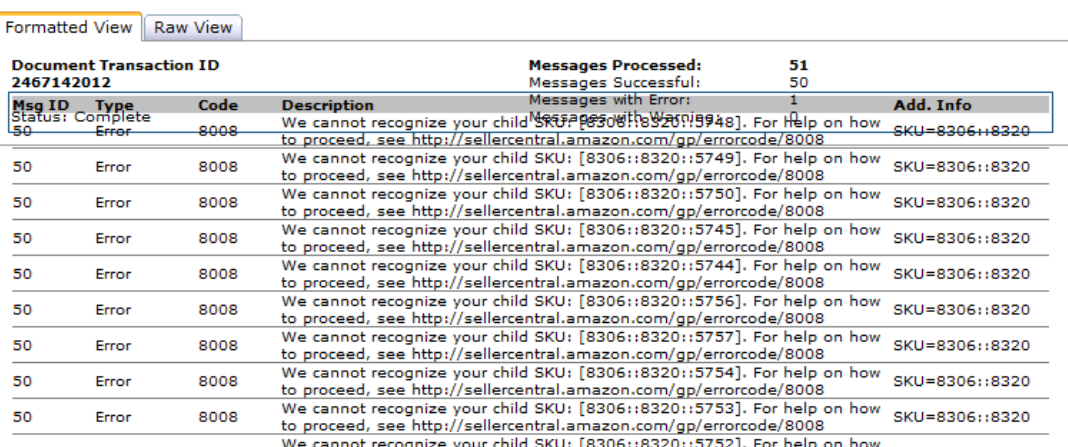 Formatted View Raw View
Document Transaction ID
2467142012
Messages Processed: 51
Messages Successful: 50
Messages with Error: 1
Messages with Warning: 0
Status: Complete
Msg ID Type Code Description Add. Info
50 Error 8008 We cannot recognize your child SKU: [8306::8320::5748]. For help on how SKU=8306::8320
to proceed, see http://sellercentral.amazon.com/gp/errorcode/8008
50 Error 8008 We cannot recognize your child SKU: [8306::8320::5749]. For help on how SKU=8306::8320
to proceed, see http://sellercentral.amazon.com/gp/errorcode/8008
50 Error 8008 We cannot recognize your child SKU: [8306::8320::5750]. For help on how SKU=8306::8320
to proceed, see http://sellercentral.amazon.com/gp/errorcode/8008
50 Error 8008 We cannot recognize your child SKU: [8306::8320::5745]. For help on how SKU=8306::8320
to proceed, see http://sellercentral.amazon.com/gp/errorcode/8008
50 Error 8008 We cannot recognize your child SKU: [8306::8320::5744]. For help on how SKU=8306::8320
to proceed, see http://sellercentral.amazon.com/gp/errorcode/8008
50 Error 8008 We cannot recognize your child SKU: [8306::8320::5756]. For help on how SKU=8306::8320
to proceed, see http://sellercentral.amazon.com/gp/errorcode/8008
50 Error 8008 We cannot recognize your child SKU: [8306::8320::5757]. For help on how SKU=8306::8320
to proceed, see http://sellercentral.amazon.com/gp/errorcode/8008
50 Error 8008 We cannot recognize your child SKU: [8306::8320::5754]. For help on how SKU=8306::8320
to proceed, see http://sellercentral.amazon.com/gp/errorcode/8008
50 Error 8008 We cannot recognize your child SKU: [8306::8320::5753]. For help on how SKU=8306::8320
to proceed, see http://sellercentral.amazon.com/gp/errorcode/8008
We cannot recognize your child SKU: [8306::8320::5752]. For help on how